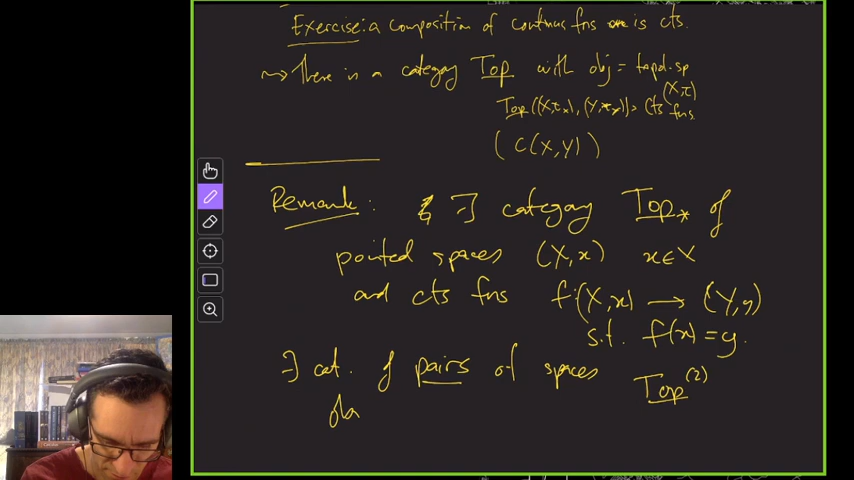 Exercise: a composition of continuous fns is cts.
⇝ There is a category Top with obj = topol. sp
(X,τ)
Top((X,τ_X), (Y,τ_Y)) = cts fns
( C(X,Y) )
Remark: ∃ category Top_* of
pointed spaces (X,x) x∈X
and cts fns f:(X,x) ⟶ (Y,y)
s.t. f(x) = y.
∃ cat. of pairs of spaces Top^(2)